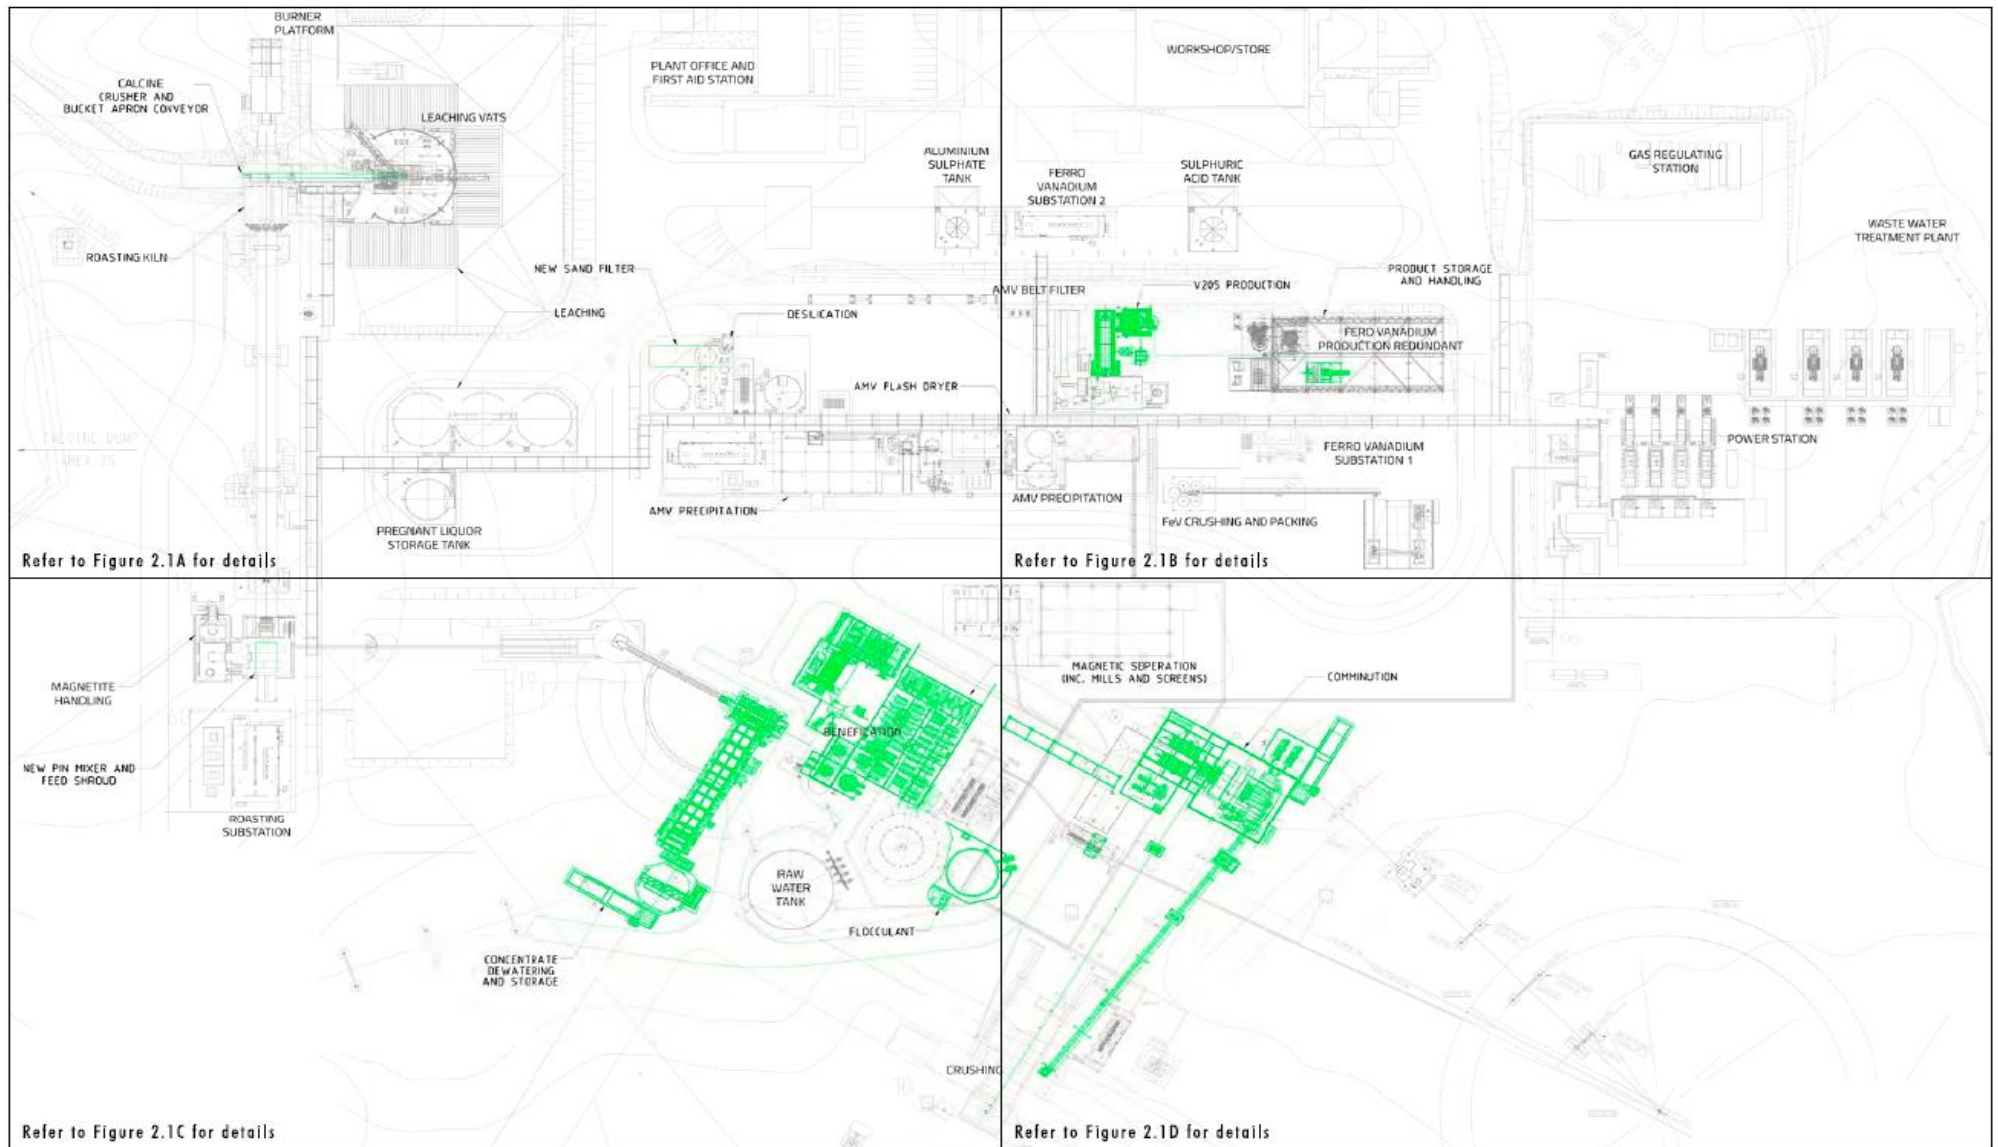 BURNER
PLATFORM
CALCINE
CRUSHER AND
BUCKET APRON CONVEYOR
LEACHING VATS
PLANT OFFICE AND
FIRST AID STATION
ALUMINIUM
SULPHATE
TANK
ROASTING KILN
NEW SAND FILTER
LEACHING
DESILICATION
AMV FLASH DRYER
CALCINE DUMP
AREA 25
AMV PRECIPITATION
PREGNANT LIQUOR
STORAGE TANK
Refer to Figure 2.1A for details
WORKSHOP/STORE
GAS REGULATING
STATION
FERRO
VANADIUM
SUBSTATION 2
SULPHURIC
ACID TANK
WASTE WATER
TREATMENT PLANT
AMV BELT FILTER
V205 PRODUCTION
PRODUCT STORAGE
AND HANDLING
FERO VANADIUM
PRODUCTION REDUNDANT
POWER STATION
FERRO VANADIUM
SUBSTATION 1
AMV PRECIPITATION
FeV CRUSHING AND PACKING
Refer to Figure 2.1B for details
MAGNETITE
HANDLING
NEW PIN MIXER AND
FEED SHROUD
ROASTING
SUBSTATION
BENEFICATION
RAW
WATER
TANK
FLOCCULANT
CONCENTRATE
DEWATERING
AND STORAGE
CRUSHING
Refer to Figure 2.1C for details
MAGNETIC SEPERATION
(INC. MILLS AND SCREENS)
COMMINUTION
Refer to Figure 2.1D for details